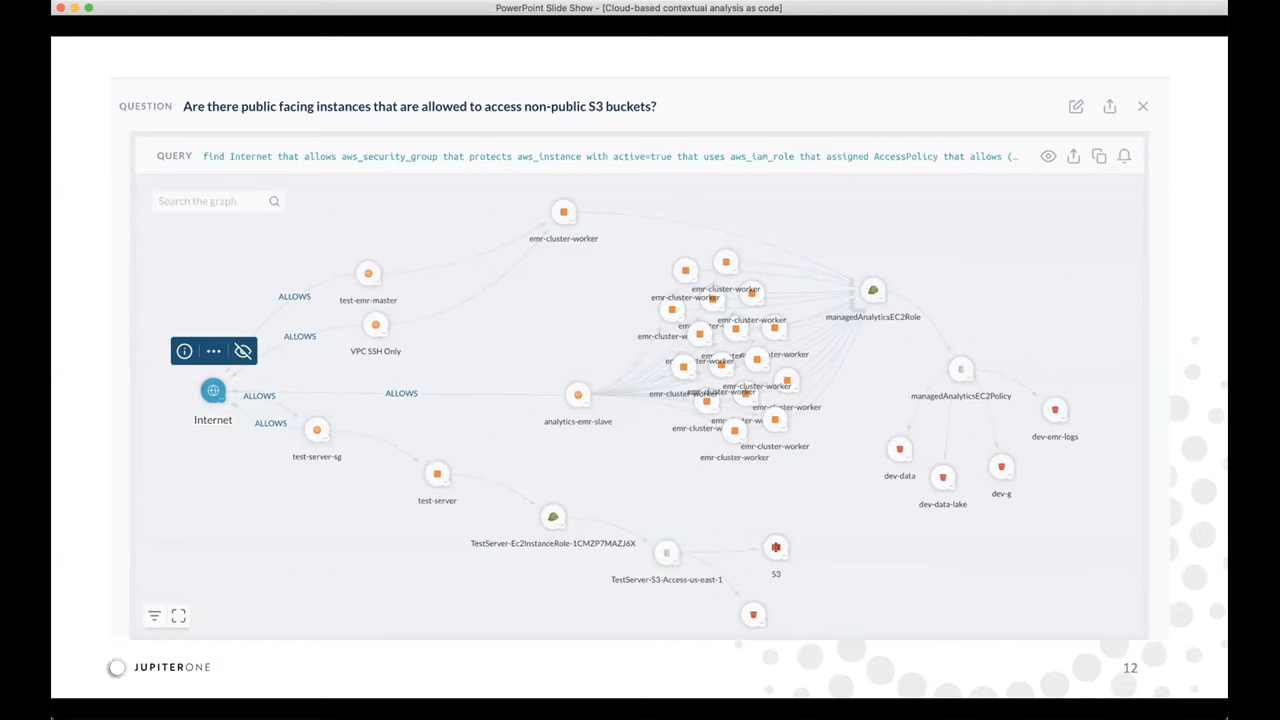 PowerPoint Slide Show - [Cloud-based contextual analysis as code]
QUESTION Are there public facing instances that are allowed to access non-public S3 buckets?
QUERY find Internet that allows aws_security_group that protects aws_instance with active=true that uses aws_iam_role that assigned AccessPolicy that allows (…
Search the graph
emr-cluster-worker
ALLOWS
test-emr-master
ALLOWS
VPC SSH Only
Internet
ALLOWS
ALLOWS
ALLOWS
analytics-emr-slave
test-server-sg
test-server
TestServer-Ec2InstanceRole-1CMZP7MAZJ6X
TestServer-S3-Access-us-east-1
S3
emr-cluster-worker
emr-cluster-worker
emr-cluster-worker
emr-cluster-worker
emr-cluster-worker
emr-cluster-worker
emr-cluster-worker
emr-cluster-worker
managedAnalyticsEC2Role
managedAnalyticsEC2Policy
dev-emr-logs
dev-data
dev-data-lake
dev-g
JUPITERONE
12